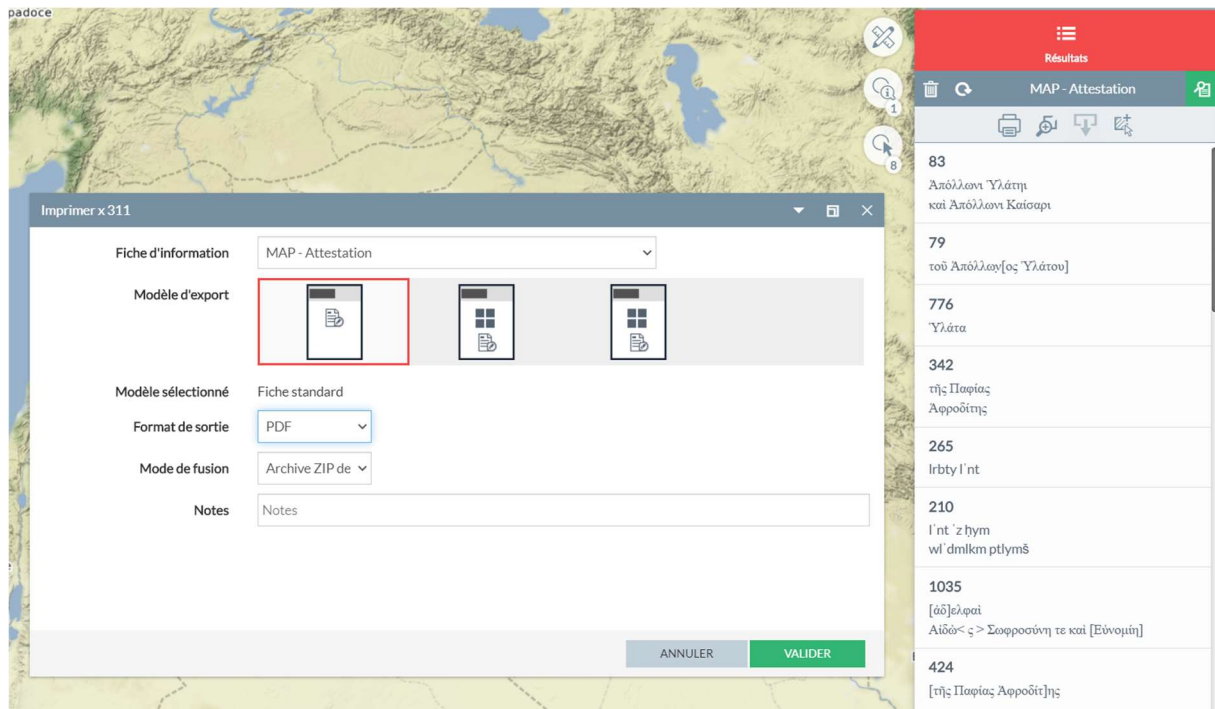 padoce
1
8
Imprimer x 311
Fiche d'information
MAP - Attestation
Modèle d'export
Modèle sélectionné
Fiche standard
Format de sortie
PDF
Mode de fusion
Archive ZIP de
Notes
Notes
ANNULER
VALIDER
Résultats
MAP - Attestation
83
Ἀπόλλωνι Ὑλάτηι
καὶ Ἀπόλλωνι Καίσαρι
79
τοῦ Ἀπόλλων̣[ος Ὑλάτου]
776
Ὑλάτα
342
τῆς Παφίας
Ἀφροδίτης
265
lrbty lʿnt
210
lʿnt ʿz ḥym
wlʾdmlkm ptlymš
1035
[ἀδ]ελφαὶ
Αἰδὼ< ς > Σωφροσύνη τε καὶ [Εὐνομίη]
424
[τῆς Παφίας Ἀφροδίτ]ης